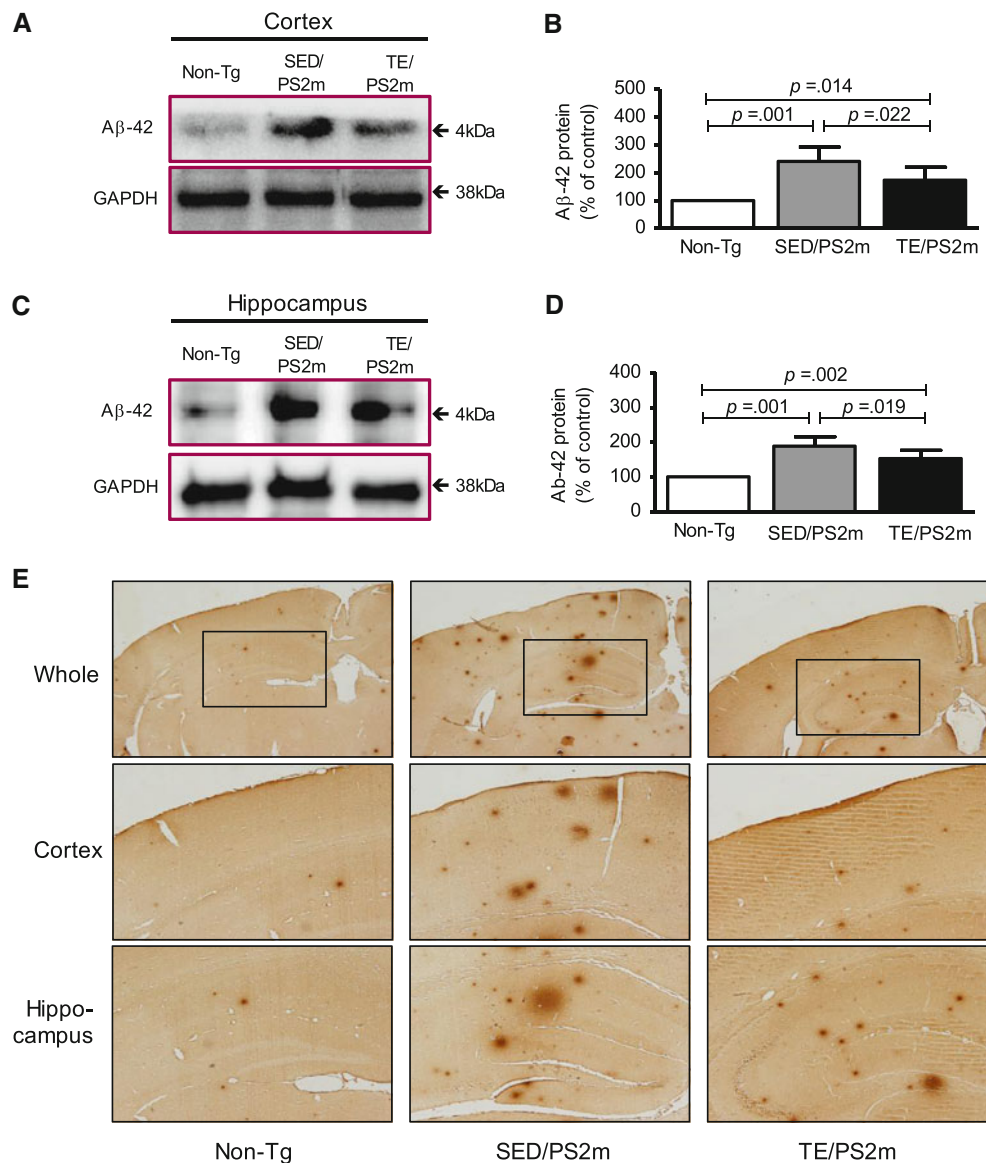 A
Cortex
Non-Tg
SED/
PS2m
TE/
PS2m
Aβ-42
4kDa
GAPDH
38kDa
B
Aβ-42 protein
(% of control)
500
400
300
200
100
0
p =.014
p =.001
p =.022
Non-Tg
SED/PS2m
TE/PS2m
C
Hippocampus
Non-Tg
SED/
PS2m
TE/
PS2m
Aβ-42
4kDa
GAPDH
38kDa
D
Ab-42 protein
(% of control)
400
300
200
100
0
p =.002
p =.001
p =.019
Non-Tg
SED/PS2m
TE/PS2m
E
Whole
Cortex
Hippo-
campus
Non-Tg
SED/PS2m
TE/PS2m